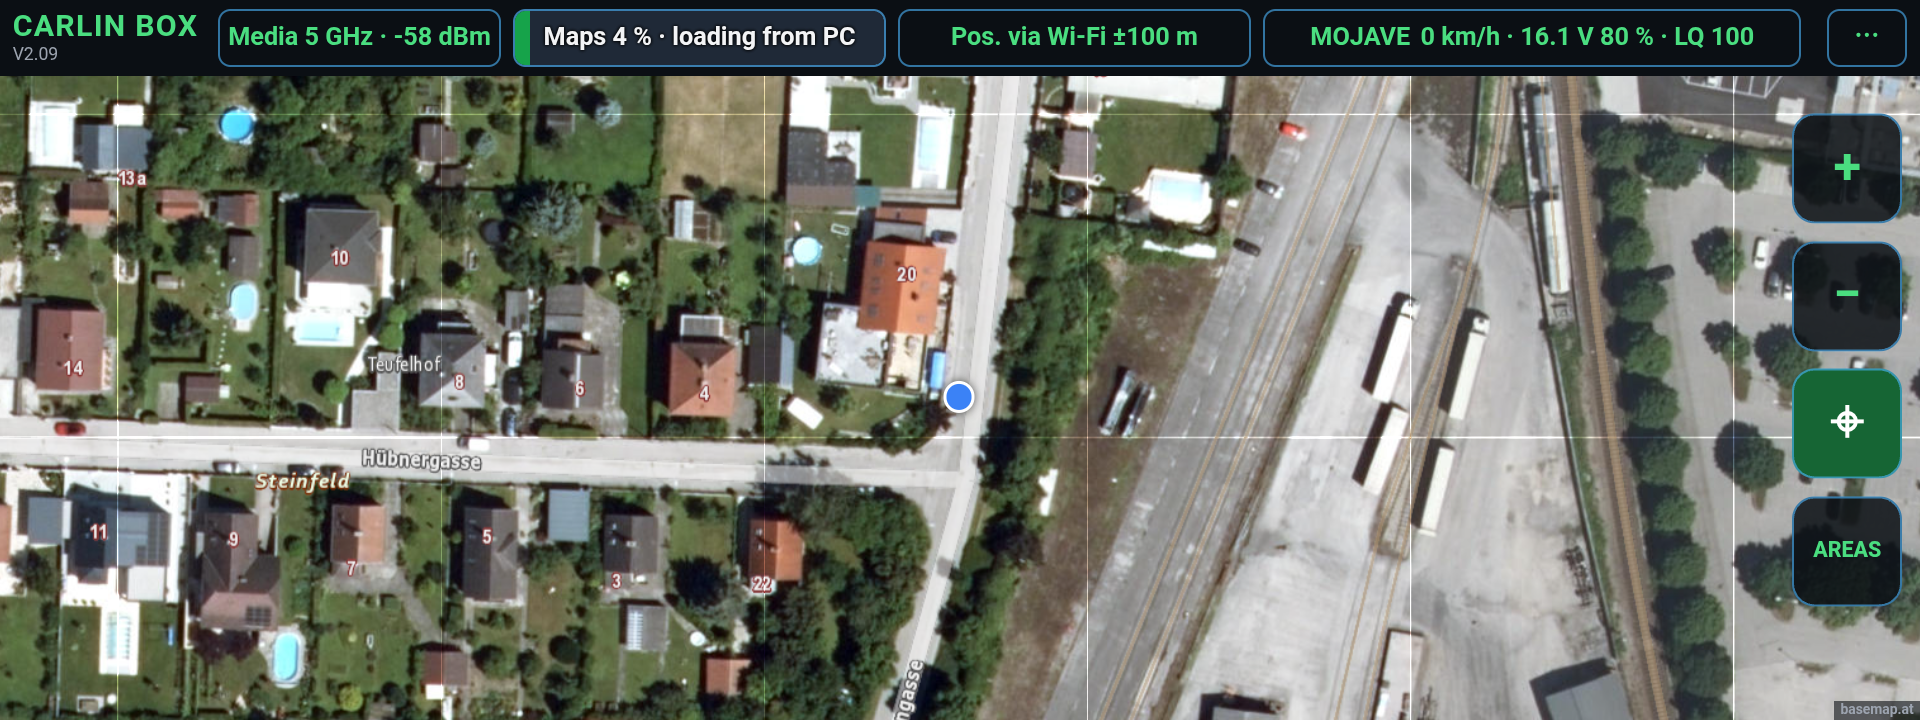 CARLIN BOX
V2.09
Media 5 GHz · -58 dBm
Maps 4 % · loading from PC
Pos. via Wi-Fi ±100 m
MOJAVE 0 km/h · 16.1 V 80 % · LQ 100
...
13a
10
20
+
−
14
Teufelhof
8
6
4
Hübnergasse
Steinfeld
11
9
7
5
3
22
AREAS
ngasse
basemap.at